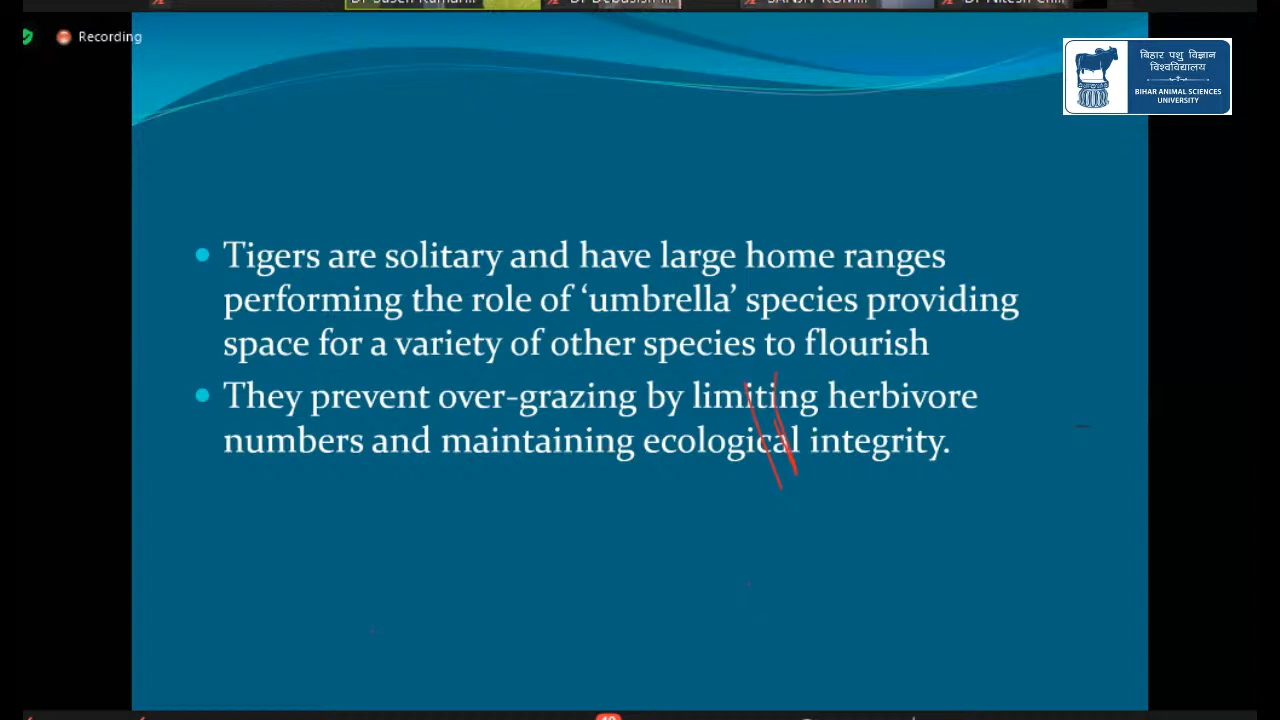 Recording
बिहार पशु विज्ञान
विश्वविद्यालय
BIHAR ANIMAL SCIENCES
UNIVERSITY
• Tigers are solitary and have large home ranges
performing the role of ‘umbrella’ species providing
space for a variety of other species to flourish
• They prevent over-grazing by limiting herbivore
numbers and maintaining ecological integrity.